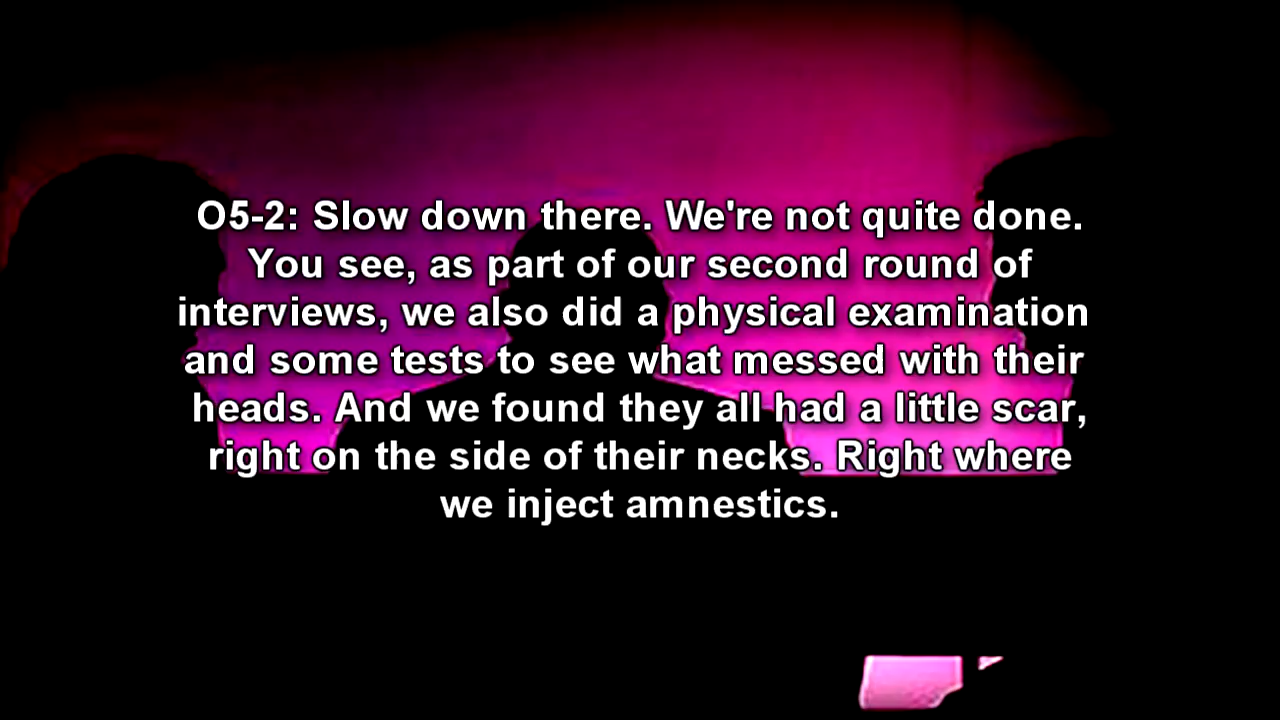 O5-2: Slow down there. We're not quite done.
You see, as part of our second round of
interviews, we also did a physical examination
and some tests to see what messed with their
heads. And we found they all had a little scar,
right on the side of their necks. Right where
we inject amnestics.